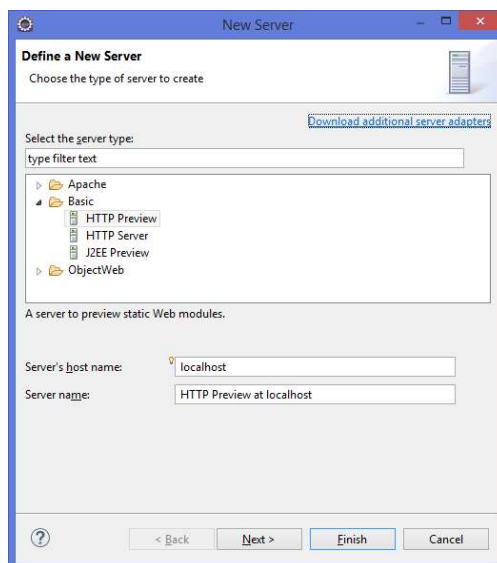 New Server
Define a New Server
Choose the type of server to create
Download additional server adapters
Select the server type:
type filter text
Apache
Basic
HTTP Preview
HTTP Server
J2EE Preview
ObjectWeb
A server to preview static Web modules.
Server's host name: localhost
Server name: HTTP Preview at localhost
? < Back Next > Finish Cancel